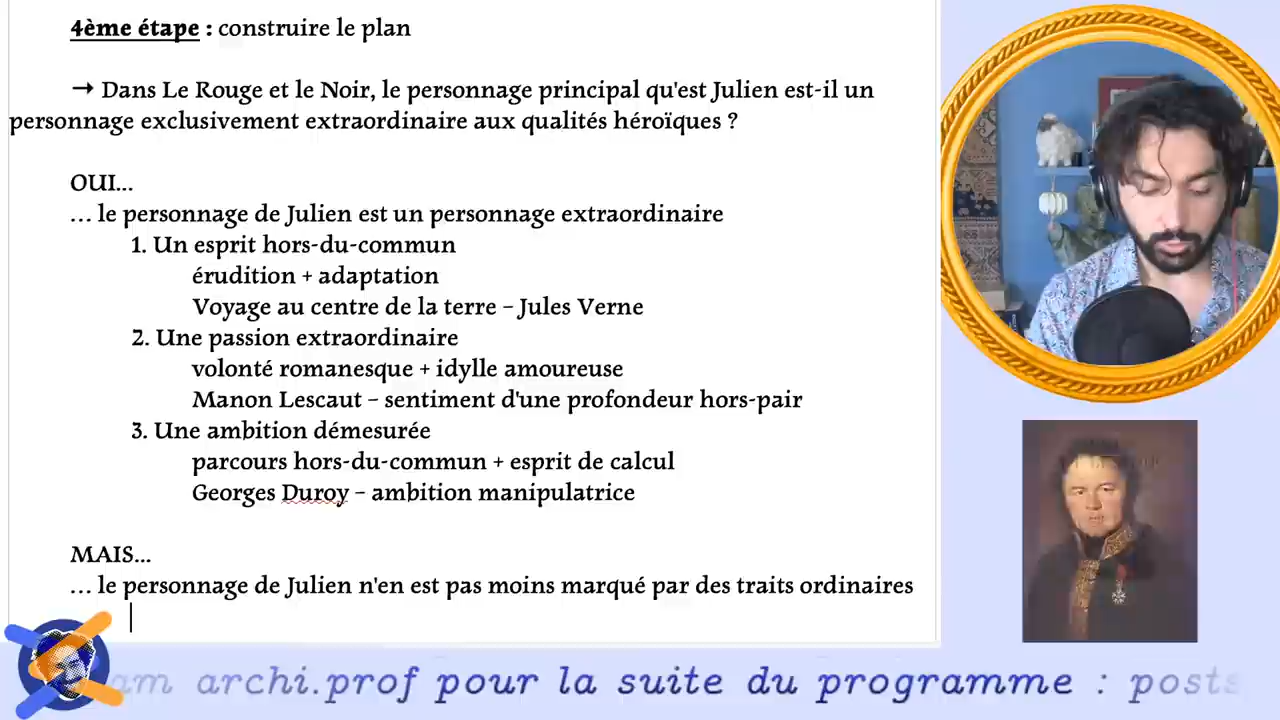 4ème étape : construire le plan
→ Dans Le Rouge et le Noir, le personnage principal qu'est Julien est-il un
personnage exclusivement extraordinaire aux qualités héroïques ?
OUI...
... le personnage de Julien est un personnage extraordinaire
1. Un esprit hors-du-commun
érudition + adaptation
Voyage au centre de la terre – Jules Verne
2. Une passion extraordinaire
volonté romanesque + idylle amoureuse
Manon Lescaut – sentiment d'une profondeur hors-pair
3. Une ambition démesurée
parcours hors-du-commun + esprit de calcul
Georges Duroy – ambition manipulatrice
MAIS...
... le personnage de Julien n'en est pas moins marqué par des traits ordinaires
am archi.prof pour la suite du programme : posts